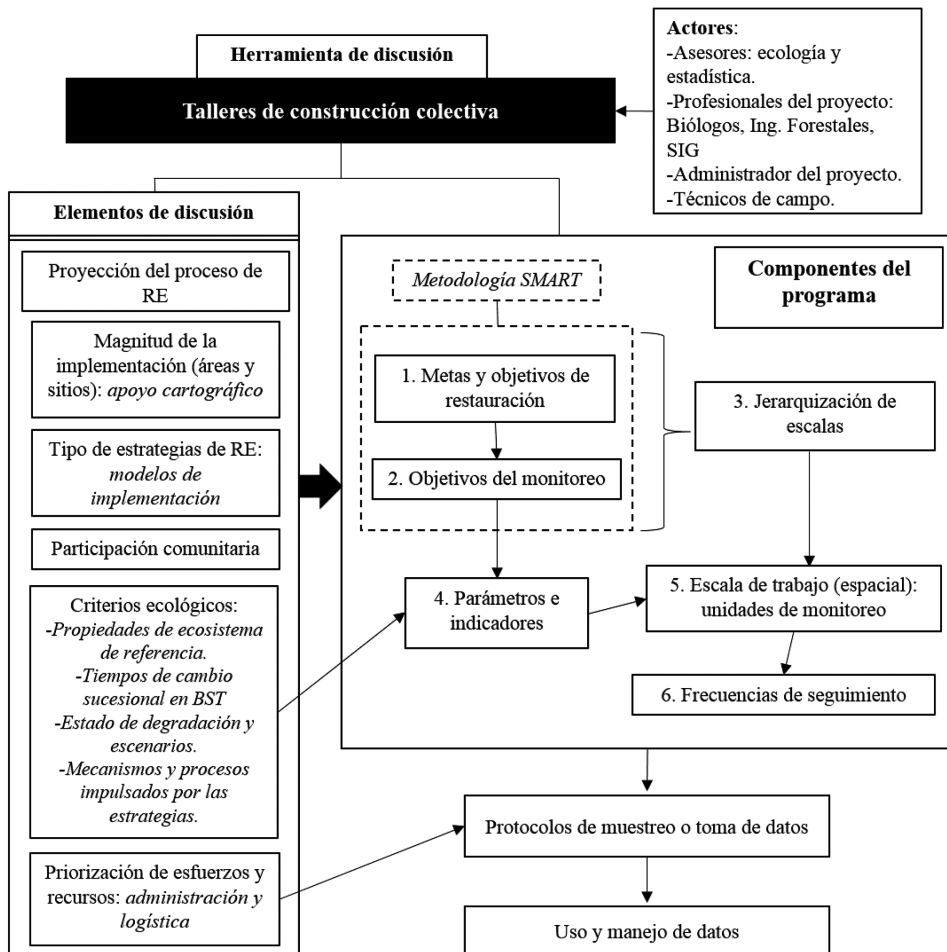 Herramienta de discusión
Talleres de construcción colectiva
Actores:
-Asesores: ecología y
estadística.
-Profesionales del proyecto:
Biólogos, Ing. Forestales,
SIG
-Administrador del proyecto.
-Técnicos de campo.
Elementos de discusión
Proyección del proceso de
RE
Magnitud de la
implementación (áreas y
sitios): apoyo cartográfico
Tipo de estrategias de RE:
modelos de
implementación
Participación comunitaria
Criterios ecológicos:
-Propiedades de ecosistema
de referencia.
-Tiempos de cambio
sucesional en BST
-Estado de degradación y
escenarios.
-Mecanismos y procesos
impulsados por las
estrategias.
Priorización de esfuerzos y
recursos: administración y
logística
Componentes del
programa
Metodología SMART
1. Metas y objetivos de
restauración
2. Objetivos del monitoreo
3. Jerarquización de
escalas
4. Parámetros e
indicadores
5. Escala de trabajo (espacial):
unidades de monitoreo
6. Frecuencias de seguimiento
Protocolos de muestreo o toma de datos
Uso y manejo de datos